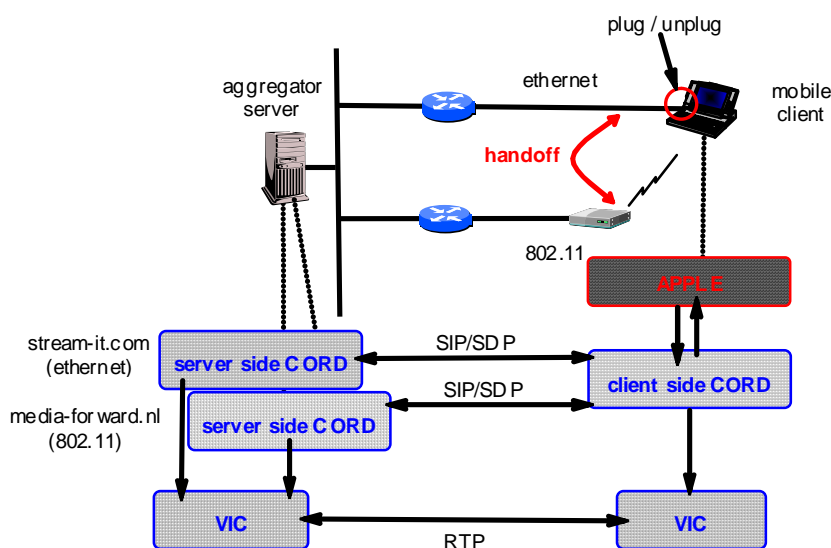 plug / unplug
ethernet
aggregator
server
mobile
client
handoff
802.11
APPLE
stream-it.com
(ethernet)
server side CORD
SIP/SDP
client side CORD
media-forward.nl
(802.11)
server side CORD
SIP/SDP
VIC
VIC
RTP